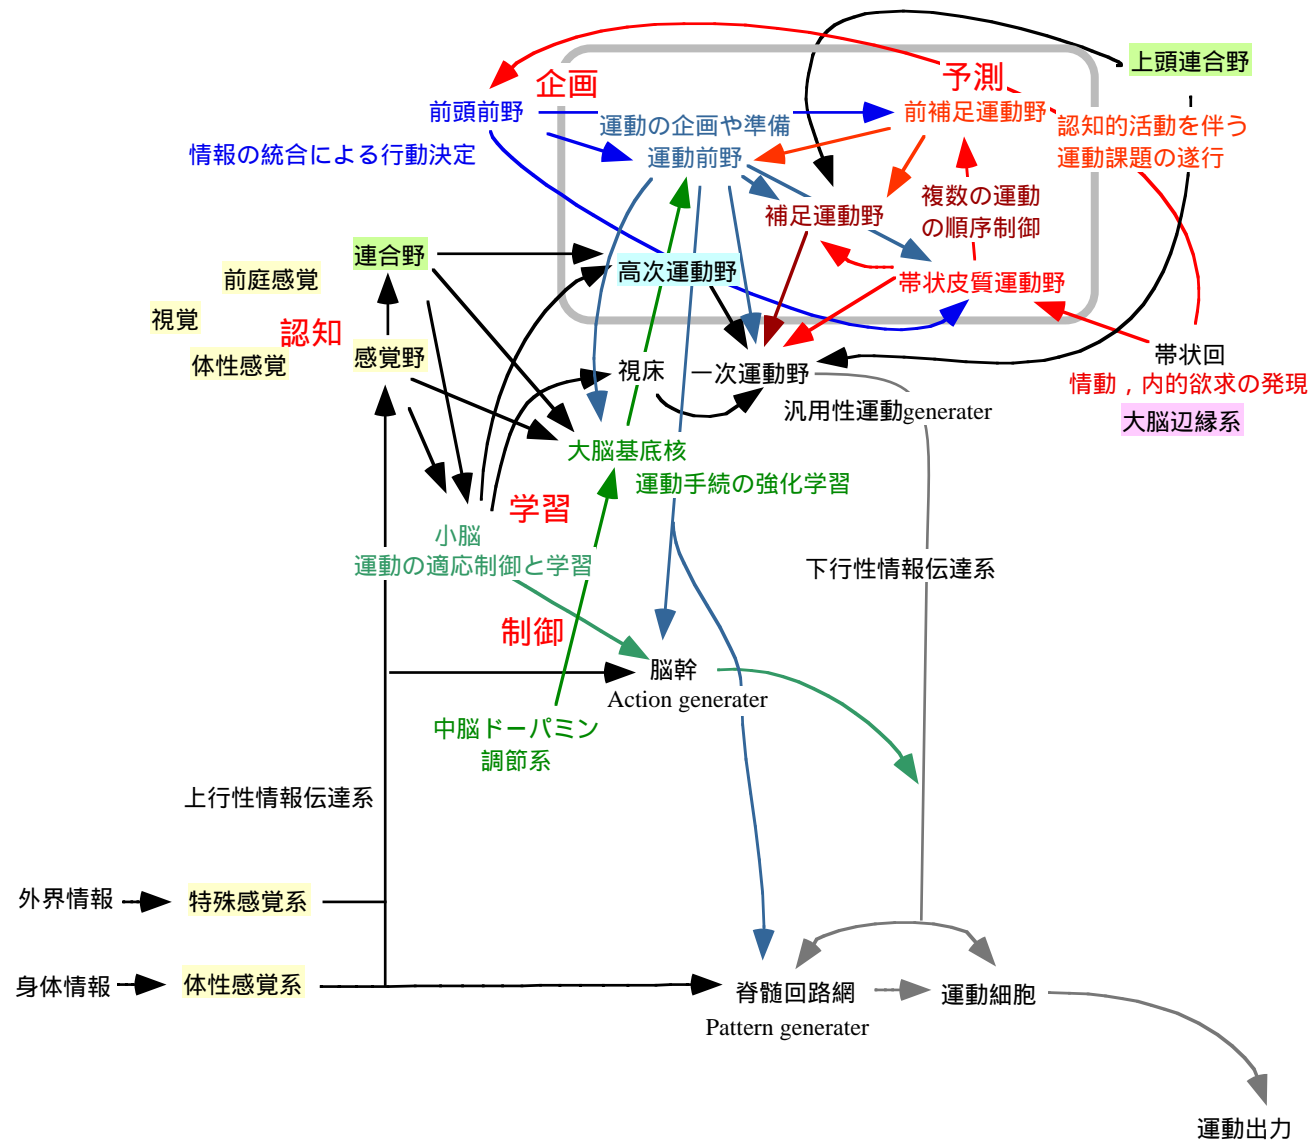 上頭連合野
企画
予測
前頭前野
前補足運動野
運動の企画や準備
運動前野
認知的活動を伴う
運動課題の遂行
情報の統合による行動決定
補足運動野
複数の運動
の順序制御
連合野
高次運動野
前庭感覚
帯状皮質運動野
視覚
認知
体性感覚
感覚野
視床
一次運動野
帯状回
情動，内的欲求の発現
汎用性運動generater
大脳辺縁系
大脳基底核
運動手続の強化学習
学習
小脳
運動の適応制御と学習
下行性情報伝達系
制御
脳幹
Action generater
中脳ドーパミン
調節系
上行性情報伝達系
外界情報
特殊感覚系
身体情報
体性感覚系
脊髄回路網
運動細胞
Pattern generater
運動出力